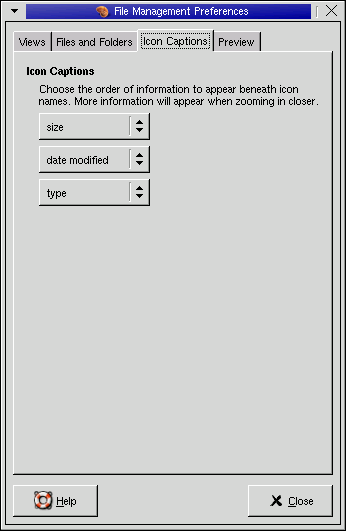 File Management Preferences
Views Files and Folders Icon Captions Preview
Icon Captions
Choose the order of information to appear beneath icon
names. More information will appear when zooming in closer.
size
date modified
type
Help Close